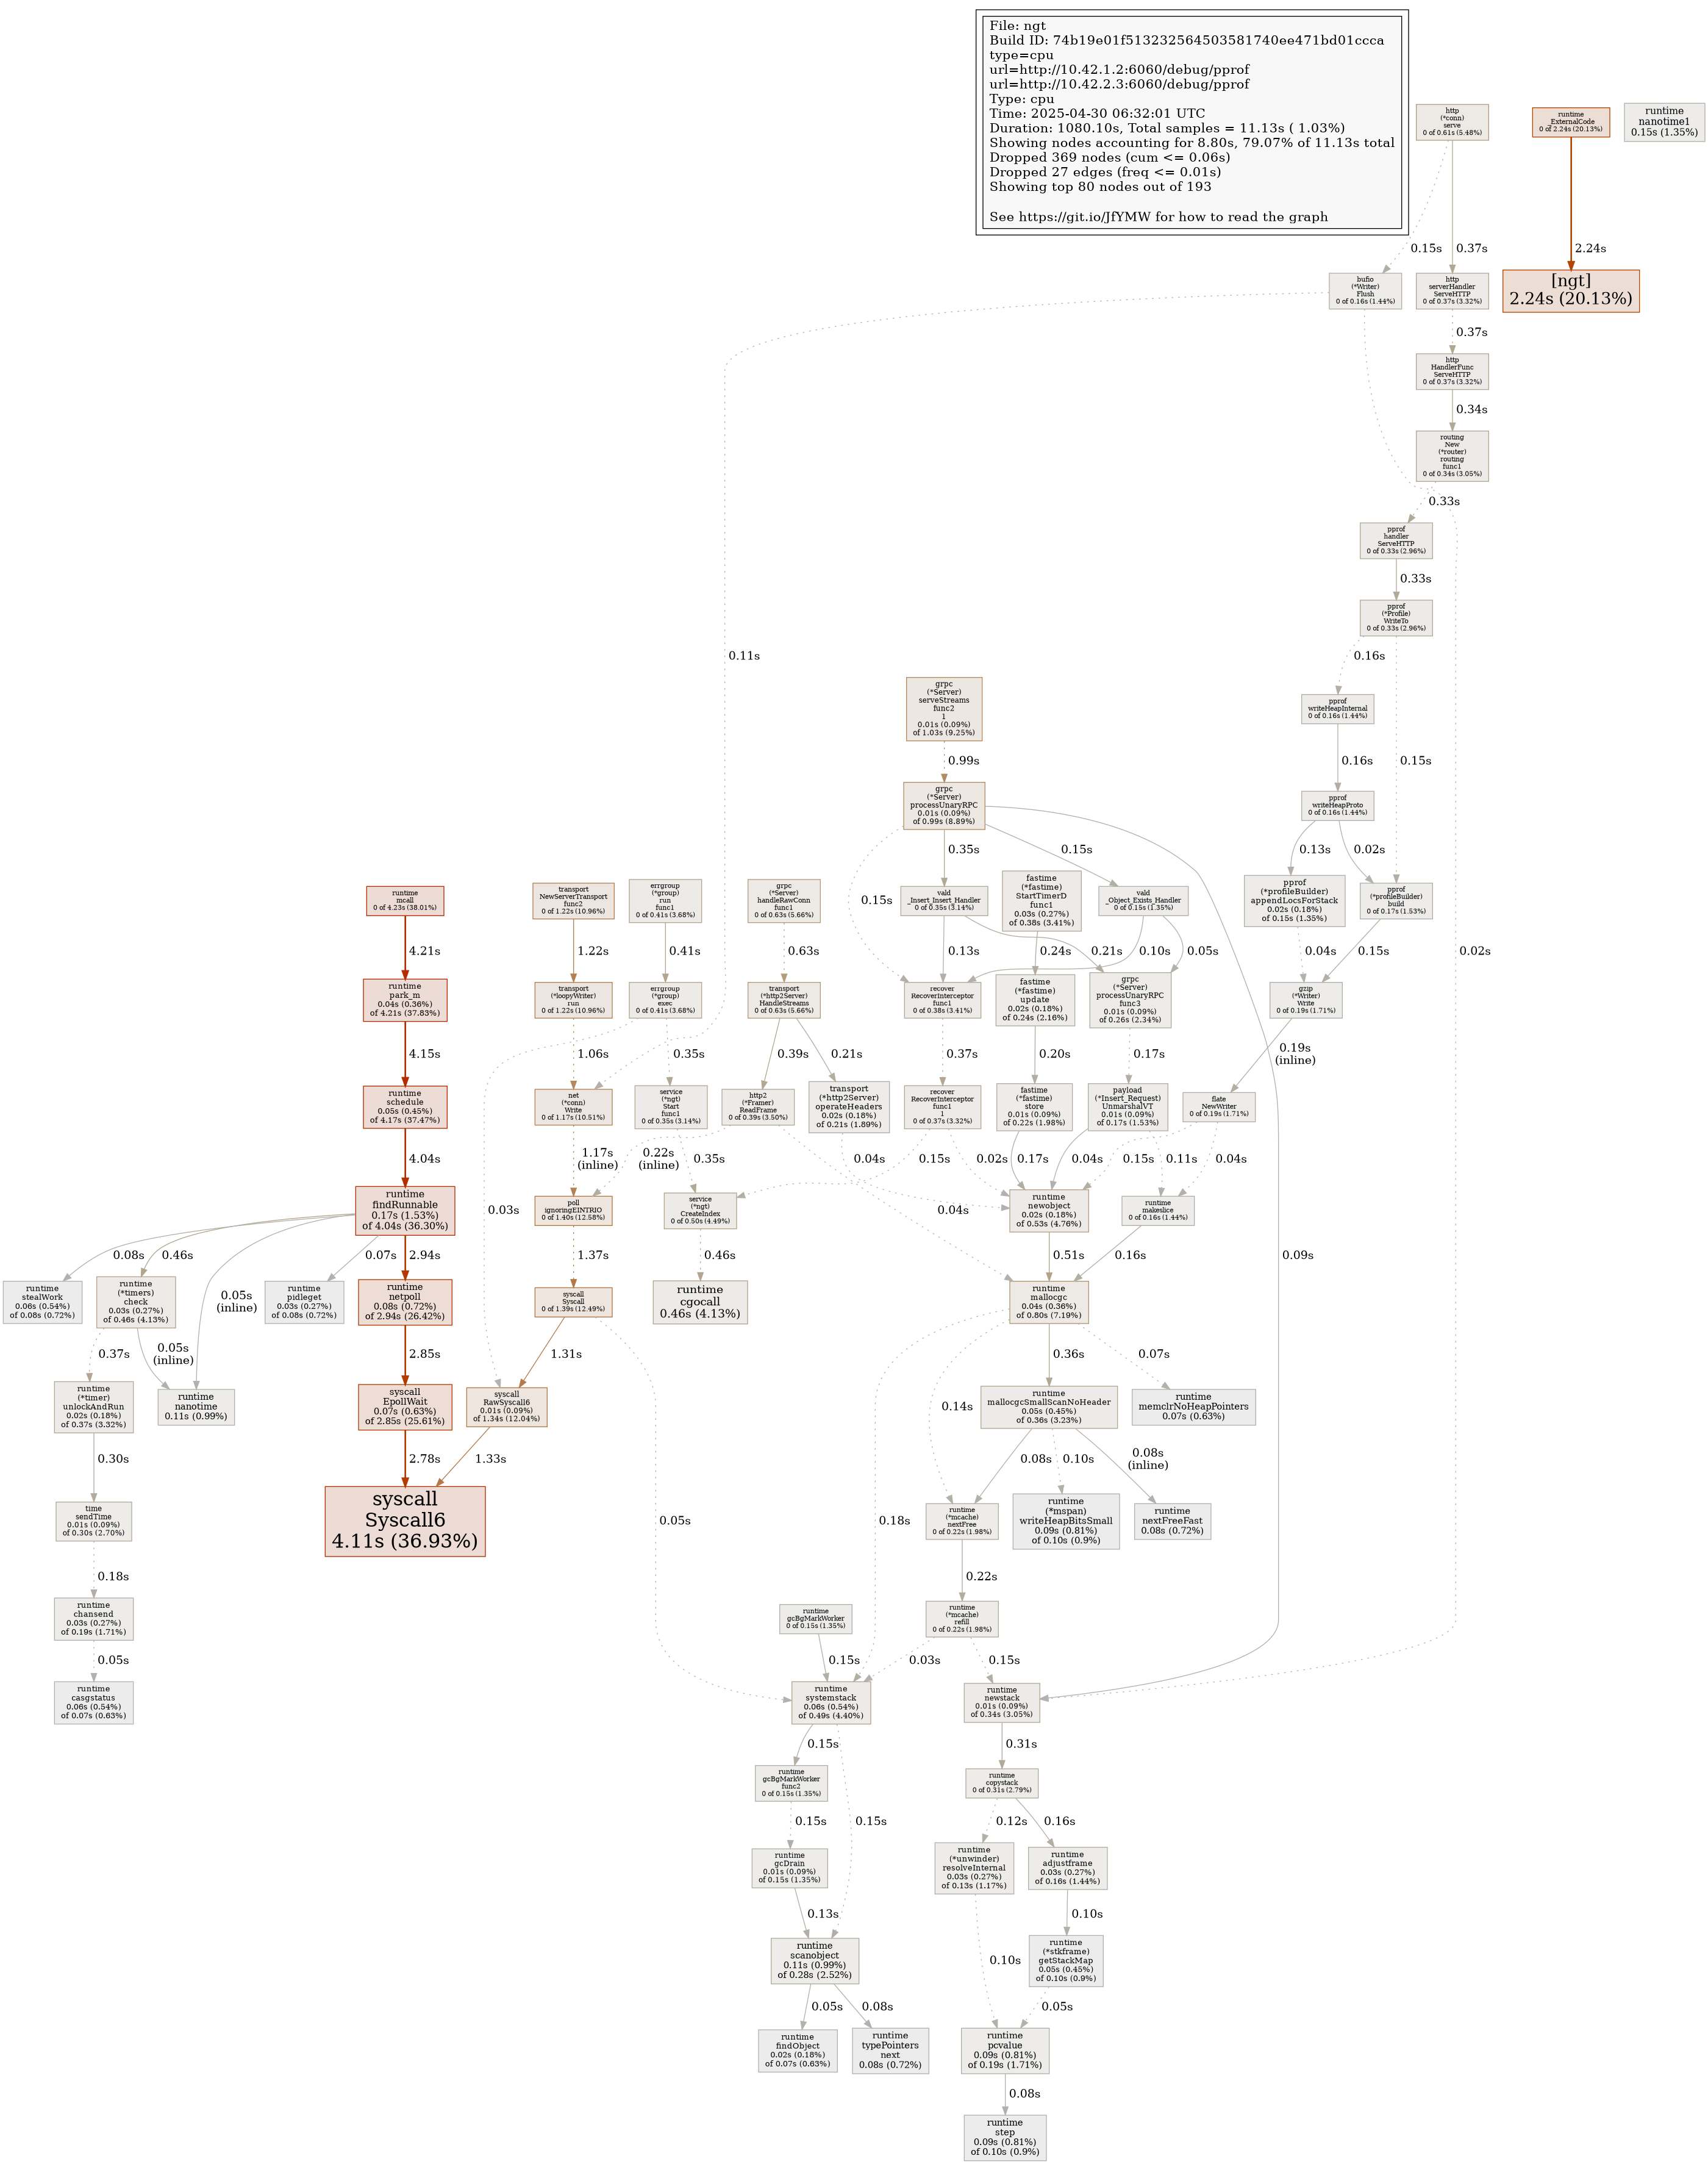 File: ngt
Build ID: 74b19e01f513232564503581740ee471bd01ccca
type=cpu
url=http://10.42.1.2:6060/debug/pprof
url=http://10.42.2.3:6060/debug/pprof
Type: cpu
Time: 2025-04-30 06:32:01 UTC
Duration: 1080.10s, Total samples = 11.13s ( 1.03%)
Showing nodes accounting for 8.80s, 79.07% of 11.13s total
Dropped 369 nodes (cum <= 0.06s)
Dropped 27 edges (freq <= 0.01s)
Showing top 80 nodes out of 193
See https://git.io/JfYMW for how to read the graph
http
(*conn)
serve
0 of 0.61s (5.48%)
runtime
_ExternalCode
0 of 2.24s (20.13%)
runtime
nanotime1
0.15s (1.35%)
0.15s
0.37s
2.24s
bufio
(*Writer)
Flush
0 of 0.16s (1.44%)
http
serverHandler
ServeHTTP
0 of 0.37s (3.32%)
[ngt]
2.24s (20.13%)
0.37s
http
HandlerFunc
ServeHTTP
0 of 0.37s (3.32%)
0.34s
routing
New
(*router)
routing
func1
0 of 0.34s (3.05%)
0.33s
pprof
handler
ServeHTTP
0 of 0.33s (2.96%)
0.33s
pprof
(*Profile)
WriteTo
0 of 0.33s (2.96%)
0.11s
0.16s
grpc
(*Server)
serveStreams
func2
1
0.01s (0.09%)
of 1.03s (9.25%)
pprof
writeHeapInternal
0 of 0.16s (1.44%)
0.99s
0.16s
0.15s
0.02s
grpc
(*Server)
processUnaryRPC
0.01s (0.09%)
of 0.99s (8.89%)
pprof
writeHeapProto
0 of 0.16s (1.44%)
0.35s
0.15s
0.13s
0.02s
runtime
mcall
0 of 4.23s (38.01%)
transport
NewServerTransport
func2
0 of 1.22s (10.96%)
errgroup
(*group)
run
func1
0 of 0.41s (3.68%)
grpc
(*Server)
handleRawConn
func1
0 of 0.63s (5.66%)
0.15s
vald
_Insert_Insert_Handler
0 of 0.35s (3.14%)
fastime
(*fastime)
StartTimerD
func1
0.03s (0.27%)
of 0.38s (3.41%)
vald
_Object_Exists_Handler
0 of 0.15s (1.35%)
pprof
(*profileBuilder)
appendLocsForStack
0.02s (0.18%)
of 0.15s (1.35%)
pprof
(*profileBuilder)
build
0 of 0.17s (1.53%)
4.21s
1.22s
0.41s
0.63s
0.13s
0.24s
0.21s
0.10s
0.05s
0.04s
0.15s
runtime
park_m
0.04s (0.36%)
of 4.21s (37.83%)
transport
(*loopyWriter)
run
0 of 1.22s (10.96%)
errgroup
(*group)
exec
0 of 0.41s (3.68%)
transport
(*http2Server)
HandleStreams
0 of 0.63s (5.66%)
recover
RecoverInterceptor
func1
0 of 0.38s (3.41%)
fastime
(*fastime)
update
0.02s (0.18%)
of 0.24s (2.16%)
grpc
(*Server)
processUnaryRPC
func3
0.01s (0.09%)
of 0.26s (2.34%)
gzip
(*Writer)
Write
0 of 0.19s (1.71%)
4.15s
1.06s
0.35s
0.39s
0.21s
0.37s
0.20s
0.17s
0.19s
(inline)
runtime
schedule
0.05s (0.45%)
of 4.17s (37.47%)
net
(*conn)
Write
0 of 1.17s (10.51%)
service
(*ngt)
Start
func1
0 of 0.35s (3.14%)
http2
(*Framer)
ReadFrame
0 of 0.39s (3.50%)
transport
(*http2Server)
operateHeaders
0.02s (0.18%)
of 0.21s (1.89%)
recover
RecoverInterceptor
func1
1
0 of 0.37s (3.32%)
fastime
(*fastime)
store
0.01s (0.09%)
of 0.22s (1.98%)
payload
(*Insert_Request)
UnmarshalVT
0.01s (0.09%)
of 0.17s (1.53%)
flate
NewWriter
0 of 0.19s (1.71%)
4.04s
1.17s
(inline)
0.22s
(inline)
0.35s
0.04s
0.15s
0.02s
0.17s
0.04s
0.15s
0.11s
0.04s
runtime
findRunnable
0.17s (1.53%)
of 4.04s (36.30%)
0.03s
poll
ignoringEINTRIO
0 of 1.40s (12.58%)
service
(*ngt)
CreateIndex
0 of 0.50s (4.49%)
0.04s
runtime
newobject
0.02s (0.18%)
of 0.53s (4.76%)
runtime
makeslice
0 of 0.16s (1.44%)
0.08s
0.46s
0.07s
2.94s
1.37s
0.46s
0.51s
0.16s
0.09s
runtime
stealWork
0.06s (0.54%)
of 0.08s (0.72%)
runtime
(*timers)
check
0.03s (0.27%)
of 0.46s (4.13%)
0.05s
(inline)
runtime
pidleget
0.03s (0.27%)
of 0.08s (0.72%)
runtime
netpoll
0.08s (0.72%)
of 2.94s (26.42%)
syscall
Syscall
0 of 1.39s (12.49%)
runtime
cgocall
0.46s (4.13%)
runtime
mallocgc
0.04s (0.36%)
of 0.80s (7.19%)
0.37s
0.05s
(inline)
2.85s
1.31s
0.36s
0.07s
runtime
(*timer)
unlockAndRun
0.02s (0.18%)
of 0.37s (3.32%)
runtime
nanotime
0.11s (0.99%)
syscall
EpollWait
0.07s (0.63%)
of 2.85s (25.61%)
syscall
RawSyscall6
0.01s (0.09%)
of 1.34s (12.04%)
0.14s
runtime
mallocgcSmallScanNoHeader
0.05s (0.45%)
of 0.36s (3.23%)
runtime
memclrNoHeapPointers
0.07s (0.63%)
0.30s
2.78s
1.33s
0.08s
0.10s
0.08s
(inline)
time
sendTime
0.01s (0.09%)
of 0.30s (2.70%)
syscall
Syscall6
4.11s (36.93%)
0.05s
0.18s
runtime
(*mcache)
nextFree
0 of 0.22s (1.98%)
runtime
(*mspan)
writeHeapBitsSmall
0.09s (0.81%)
of 0.10s (0.9%)
runtime
nextFreeFast
0.08s (0.72%)
0.18s
0.22s
runtime
chansend
0.03s (0.27%)
of 0.19s (1.71%)
runtime
gcBgMarkWorker
0 of 0.15s (1.35%)
runtime
(*mcache)
refill
0 of 0.22s (1.98%)
0.05s
0.15s
0.03s
0.15s
runtime
casgstatus
0.06s (0.54%)
of 0.07s (0.63%)
runtime
systemstack
0.06s (0.54%)
of 0.49s (4.40%)
runtime
newstack
0.01s (0.09%)
of 0.34s (3.05%)
0.15s
0.31s
runtime
gcBgMarkWorker
func2
0 of 0.15s (1.35%)
runtime
copystack
0 of 0.31s (2.79%)
0.15s
0.15s
0.12s
0.16s
runtime
gcDrain
0.01s (0.09%)
of 0.15s (1.35%)
runtime
(*unwinder)
resolveInternal
0.03s (0.27%)
of 0.13s (1.17%)
runtime
adjustframe
0.03s (0.27%)
of 0.16s (1.44%)
0.13s
0.10s
runtime
scanobject
0.11s (0.99%)
of 0.28s (2.52%)
0.10s
runtime
(*stkframe)
getStackMap
0.05s (0.45%)
of 0.10s (0.9%)
0.05s
0.08s
0.05s
runtime
findObject
0.02s (0.18%)
of 0.07s (0.63%)
runtime
typePointers
next
0.08s (0.72%)
runtime
pcvalue
0.09s (0.81%)
of 0.19s (1.71%)
0.08s
runtime
step
0.09s (0.81%)
of 0.10s (0.9%)